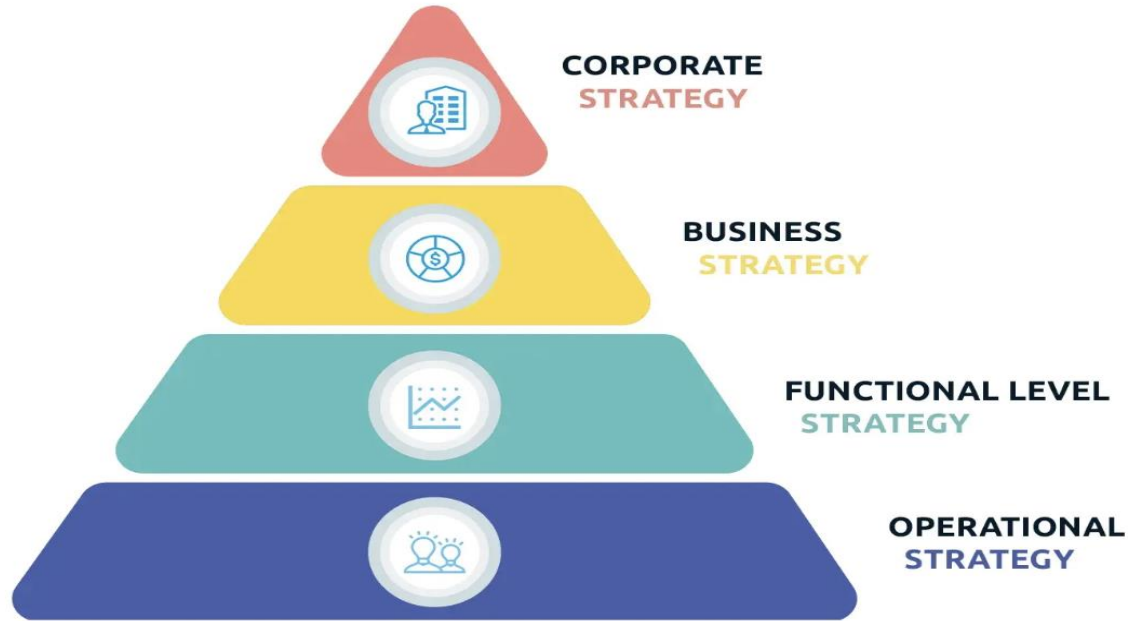 CORPORATE
STRATEGY
$
BUSINESS
STRATEGY
FUNCTIONAL LEVEL
STRATEGY
OPERATIONAL
STRATEGY